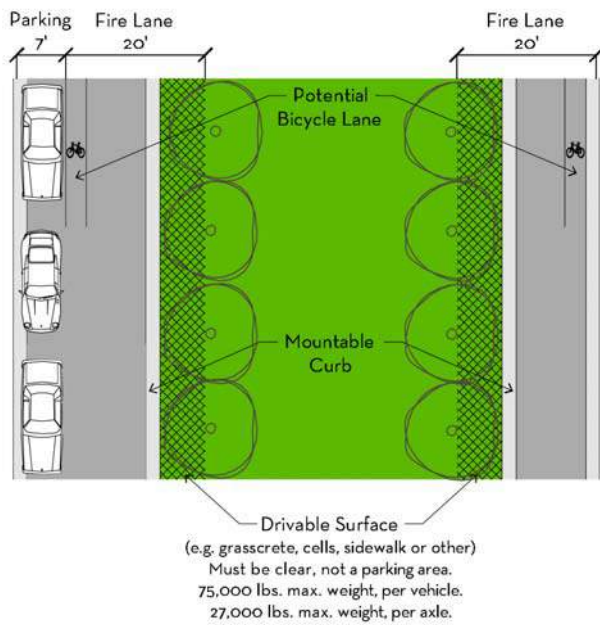 Parking Fire Lane Fire Lane
7' 20' 20'
Potential
Bicycle Lane
Mountable
Curb
Drivable Surface
(e.g. grasscrete, cells, sidewalk or other)
Must be clear, not a parking area.
75,000 lbs. max. weight, per vehicle.
27,000 lbs. max. weight, per axle.